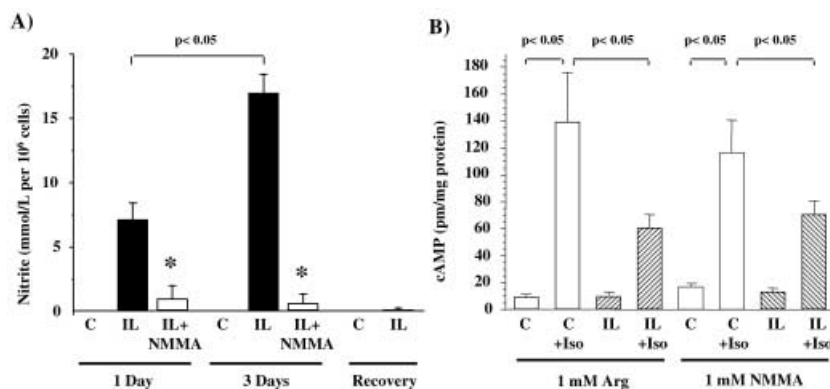 A)
p< 0.05
20
15
10
5
0
Nitrite (mmol/L per 10⁶ cells)
C IL IL+ C IL IL+ C IL
NMMA NMMA
1 Day 3 Days Recovery
*
*
B)
p< 0.05 p< 0.05 p< 0.05 p< 0.05
180
160
140
120
100
80
60
40
20
0
cAMP (pm/mg protein)
C C IL IL C C IL IL
+Iso +Iso +Iso +Iso
1 mM Arg 1 mM NMMA